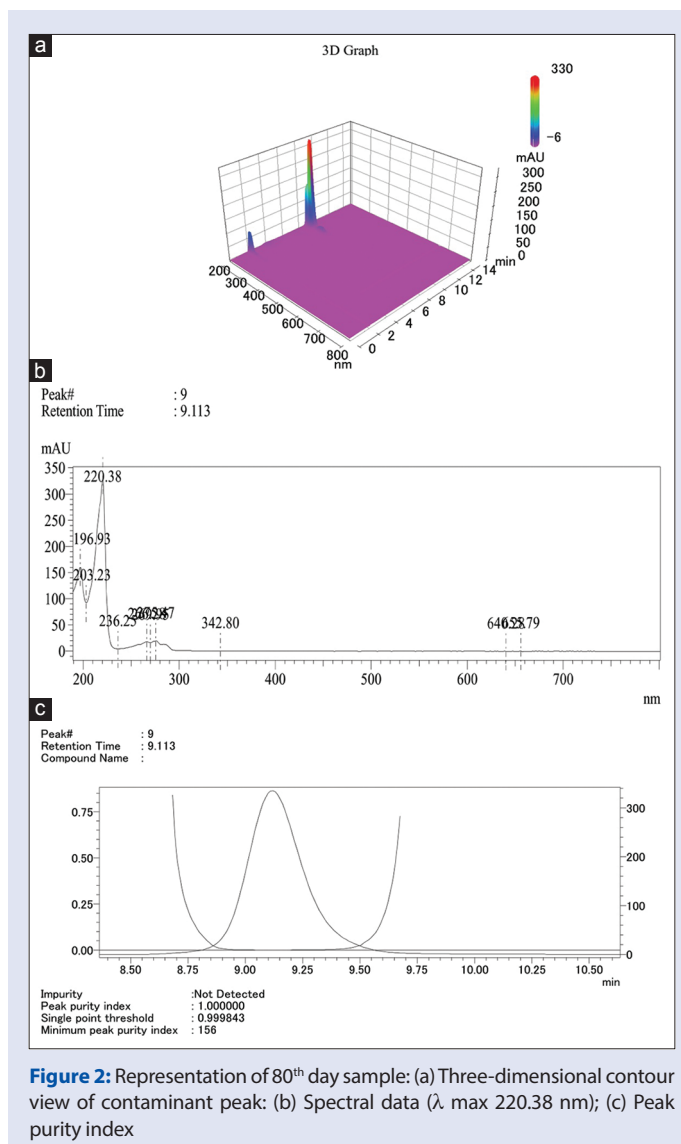 a
3D Graph
330
-6
mAU
300
250
200
150
100
50
0
14 min
12
10
8
6
4
2
0
200
300
400
500
600
700
800
nm
b
Peak# : 9
Retention Time : 9.113
mAU
350
300
250
200
150
100
50
0
220.38
196.93
203.23
236.25
342.80
200 300 400 500 600 700
nm
c
Peak# : 9
Retention Time : 9.113
Compound Name :
0.75
0.50
0.25
0.00
300
200
100
0
8.50 8.75 9.00 9.25 9.50 9.75 10.00 10.25 10.50
min
Impurity :Not Detected
Peak purity index : 1.000000
Single point threshold : 0.999843
Minimum peak purity index : 156
Figure 2: Representation of 80th day sample: (a) Three-dimensional contour
view of contaminant peak: (b) Spectral data (λ max 220.38 nm); (c) Peak
purity index